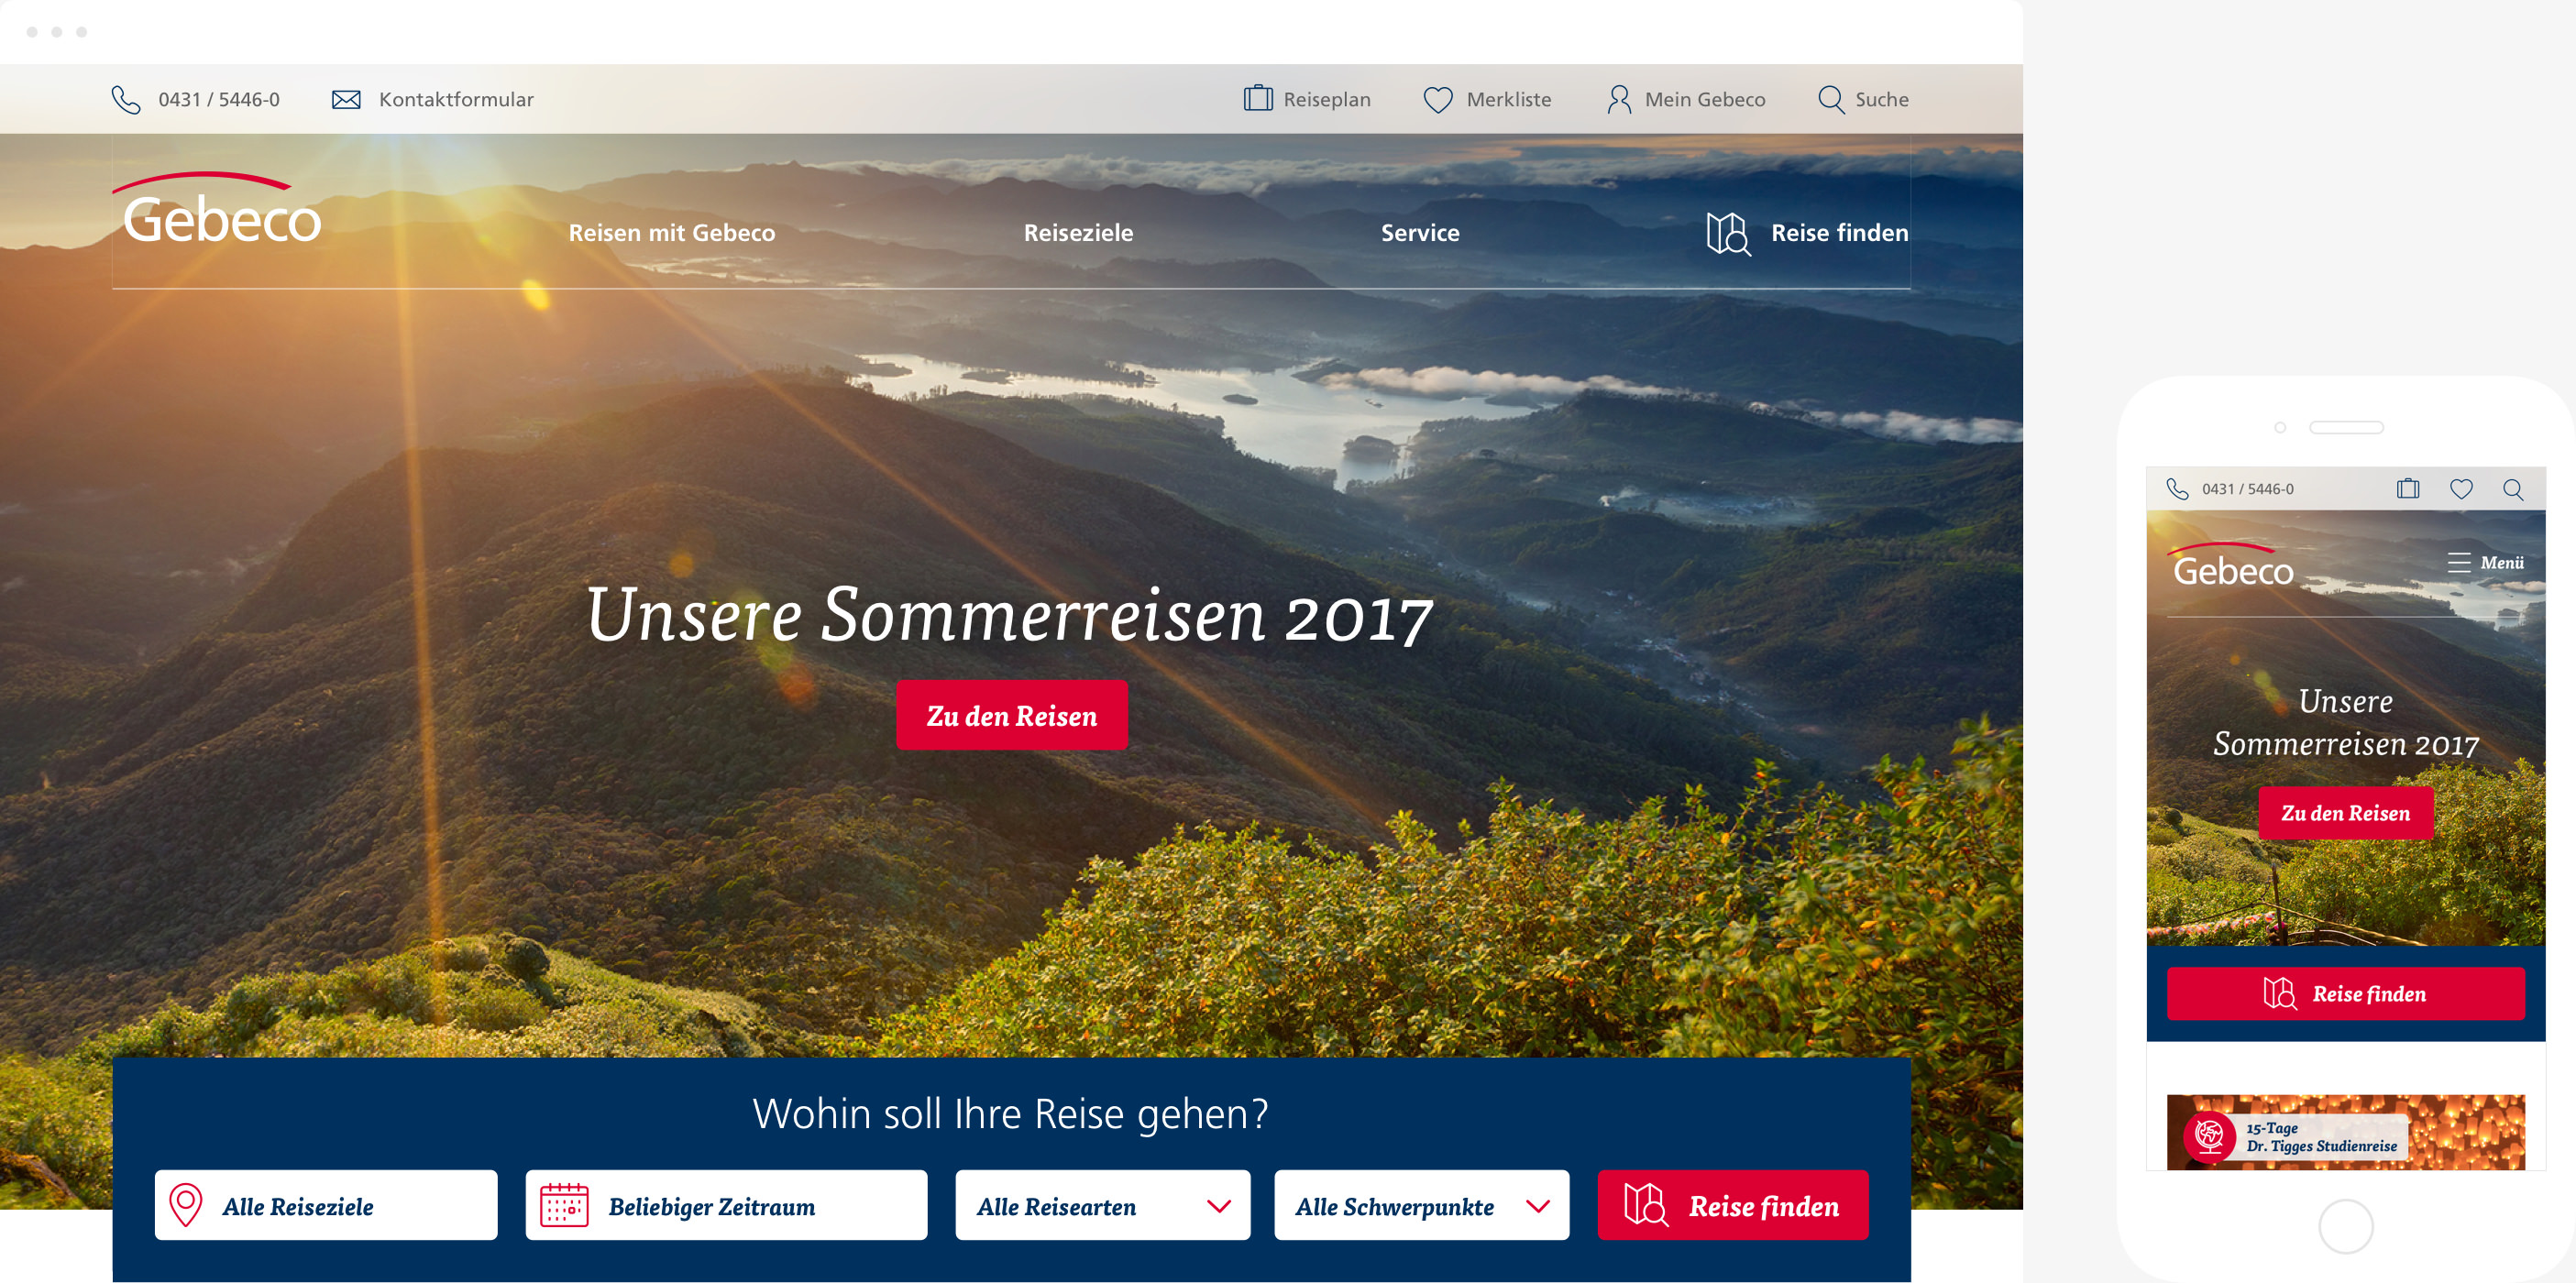 0431 / 5446-0 Kontaktformular Reiseplan Merkliste Mein Gebeco Suche
Gebeco Reisen mit Gebeco Reiseziele Service Reise finden
Unsere Sommerreisen 2017
Zu den Reisen
Wohin soll Ihre Reise gehen?
Alle Reiseziele Beliebiger Zeitraum Alle Reisearten Alle Schwerpunkte Reise finden
0431 / 5446-0
Gebeco Menü
Unsere
Sommerreisen 2017
Zu den Reisen
Reise finden
15-Tage
Dr. Tigges Studienreise